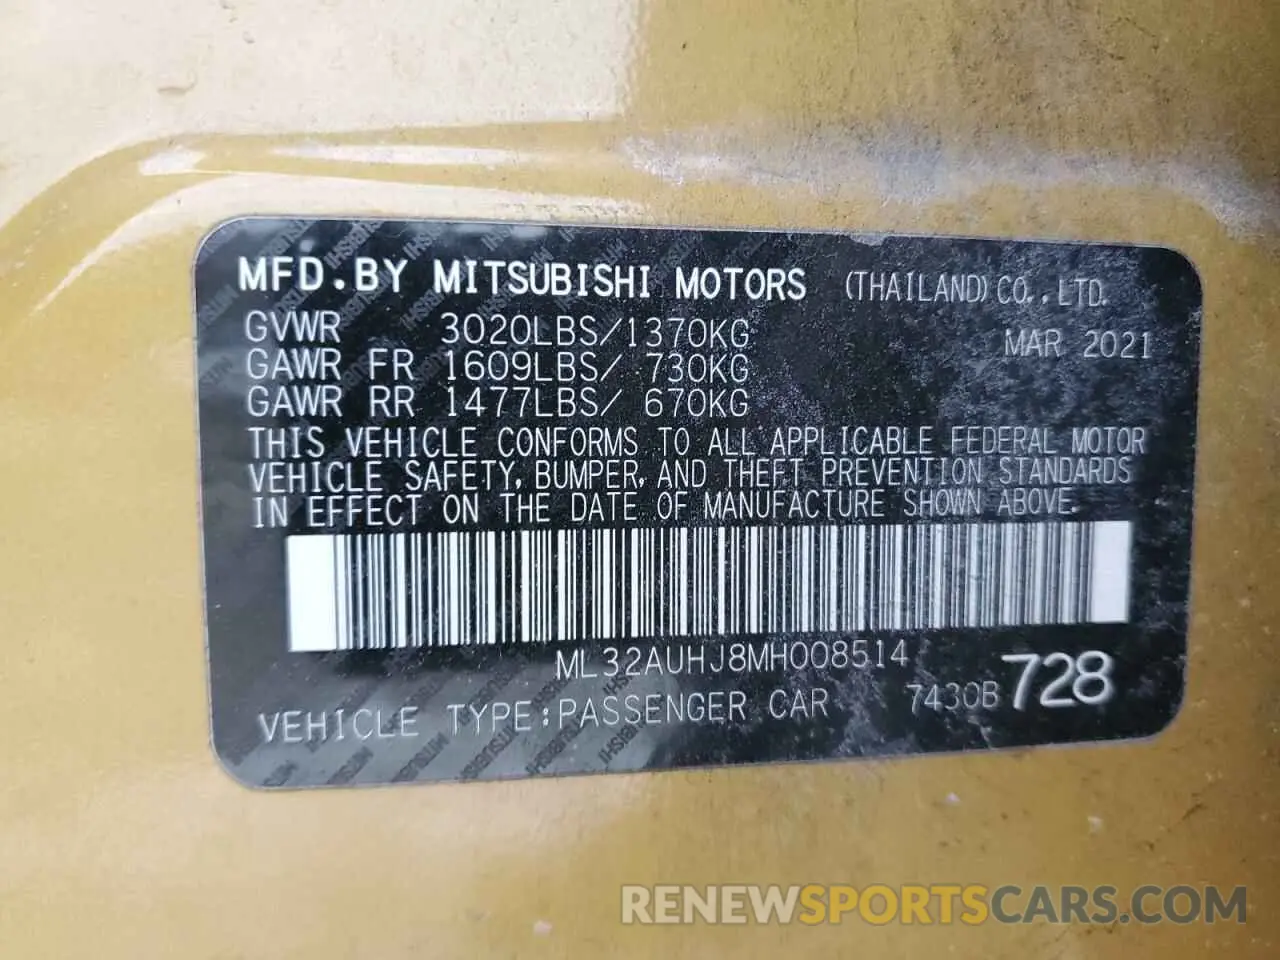 MFD.BY MITSUBISHI MOTORS (THAILAND) CO., LTD.
GVWR 3020LBS/1370KG MAR 2021
GAWR FR 1609LBS/ 730KG
GAWR RR 1477LBS/ 670KG
THIS VEHICLE CONFORMS TO ALL APPLICABLE FEDERAL MOTOR
VEHICLE SAFETY, BUMPER, AND THEFT PREVENTION STANDARDS
IN EFFECT ON THE DATE OF MANUFACTURE SHOWN ABOVE.
ML32AUHJ8MH008514
VEHICLE TYPE:PASSENGER CAR 7430B 728
RENEWSPORTSCARS.COM